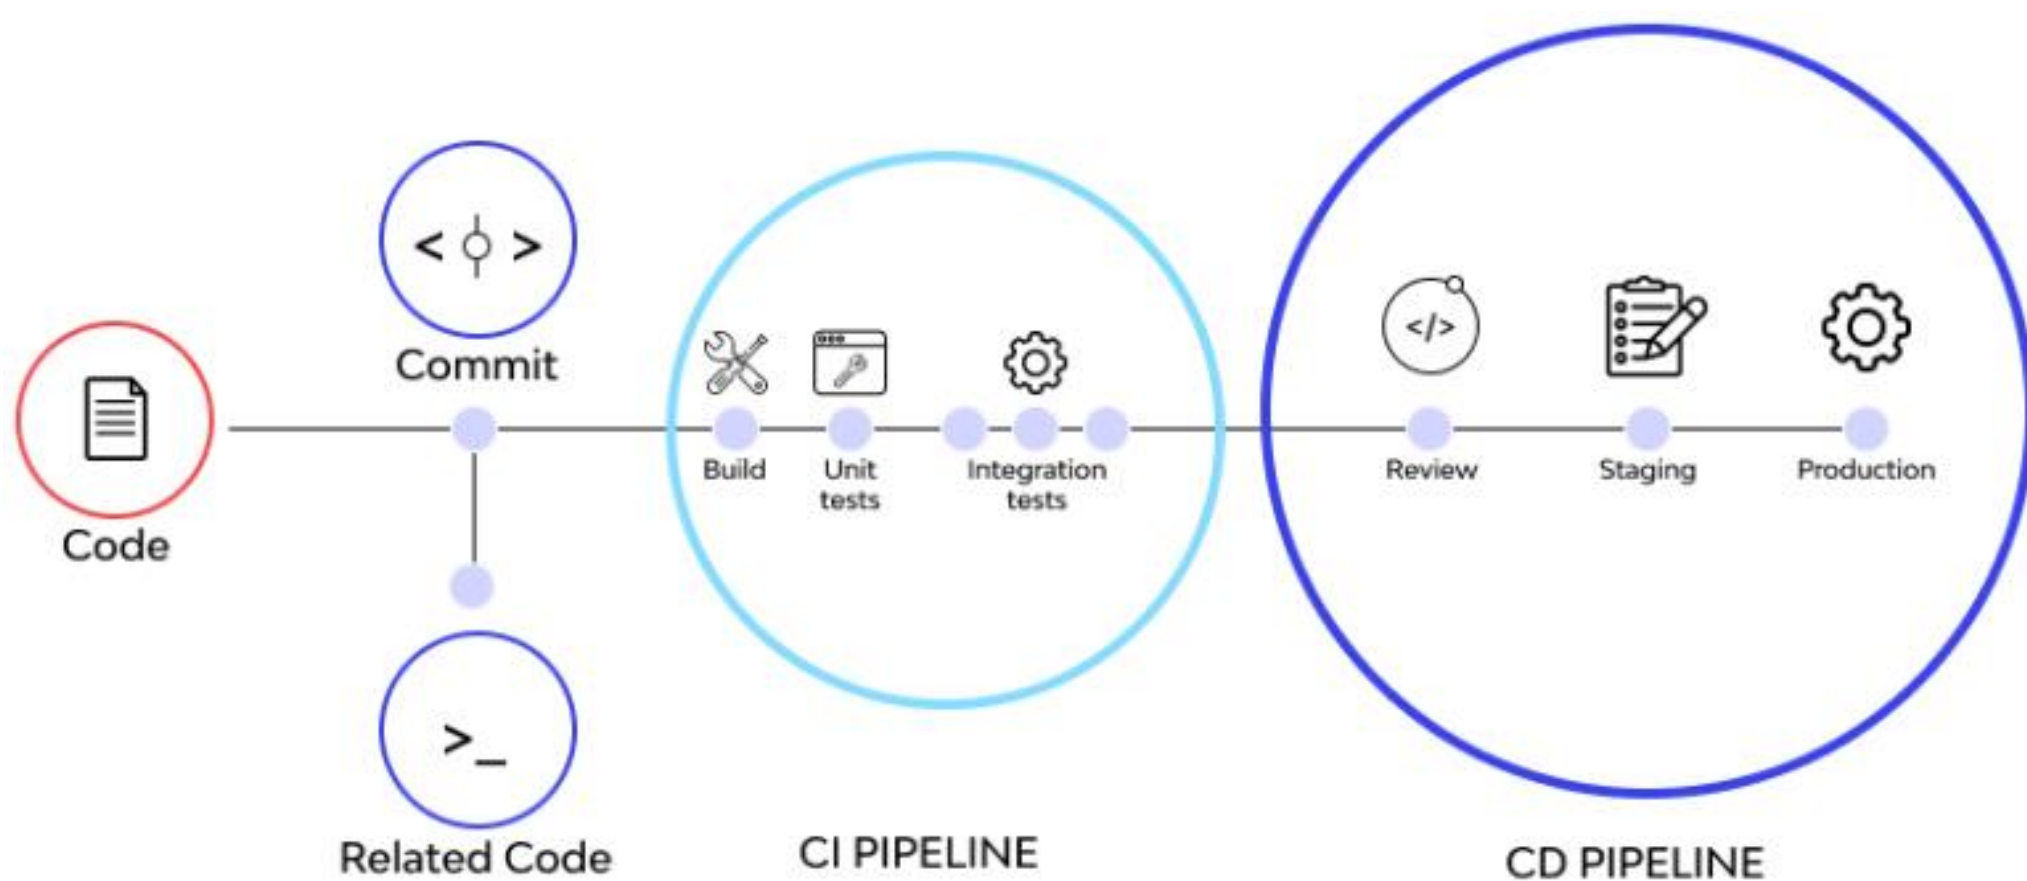 < >
Commit
Code
Build
Unit
tests
Integration
tests
</>
Review
Staging
Production
>_
Related Code
CI PIPELINE
CD PIPELINE